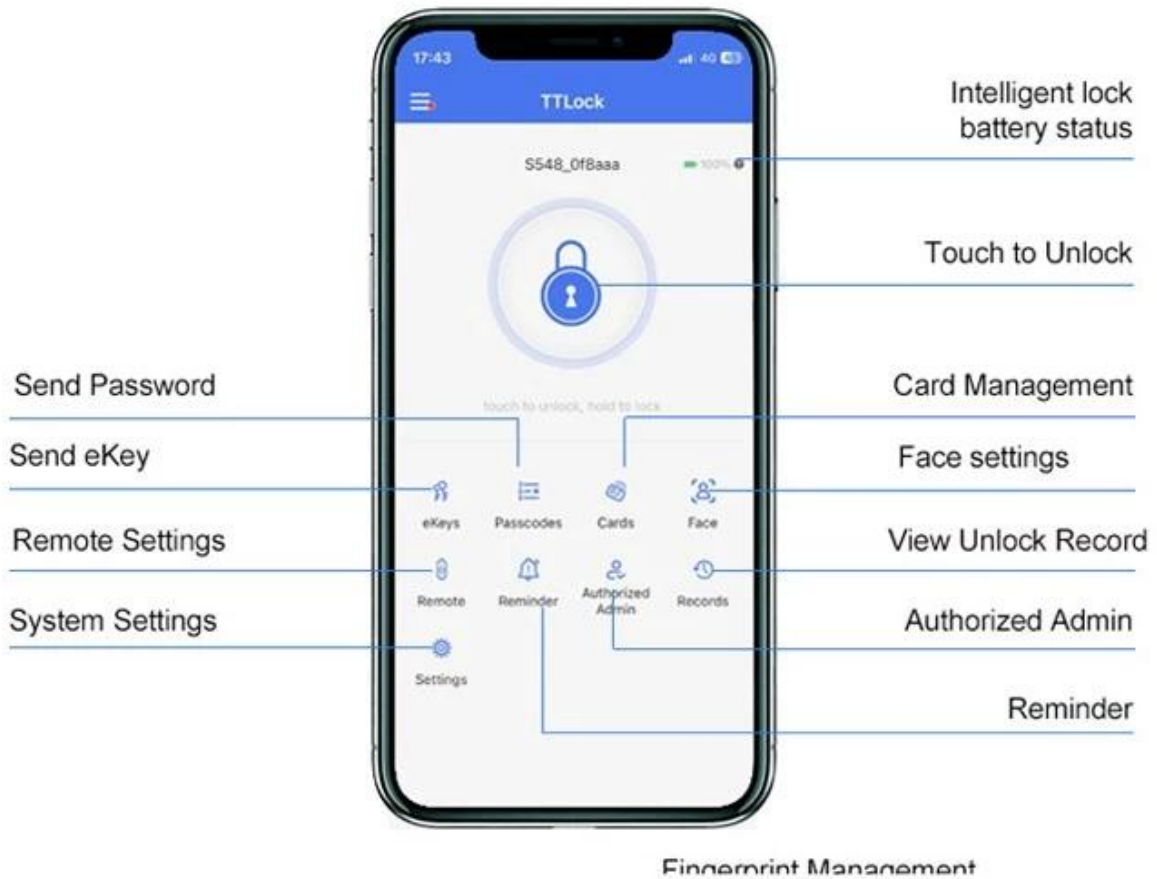 17:43
4G
TTLock
S548_0f8aaa
100%
touch to unlock, hold to lock
eKeys
Passcodes
Cards
Face
Remote
Reminder
Authorized
Admin
Records
Settings
Send Password
Send eKey
Remote Settings
System Settings
Intelligent lock
battery status
Touch to Unlock
Card Management
Face settings
View Unlock Record
Authorized Admin
Reminder
Fingerprint Management